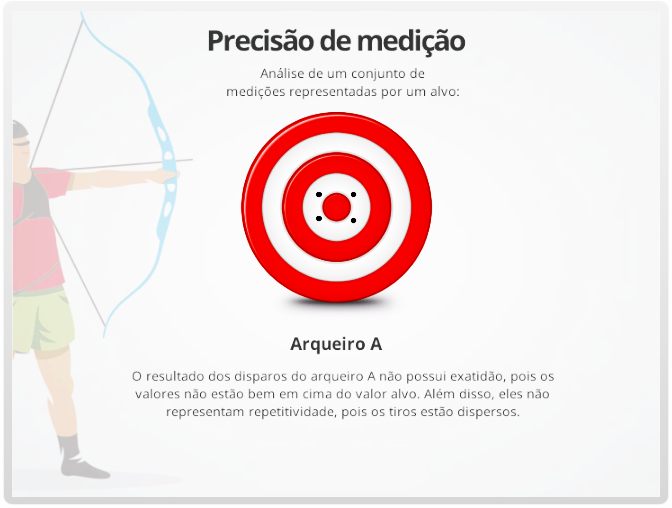 Precisão de medição
Análise de um conjunto de
medições representadas por um alvo:
Arqueiro A
O resultado dos disparos do arqueiro A não possui exatidão, pois os
valores não estão bem em cima do valor alvo. Além disso, eles não
representam repetitividade, pois os tiros estão dispersos.